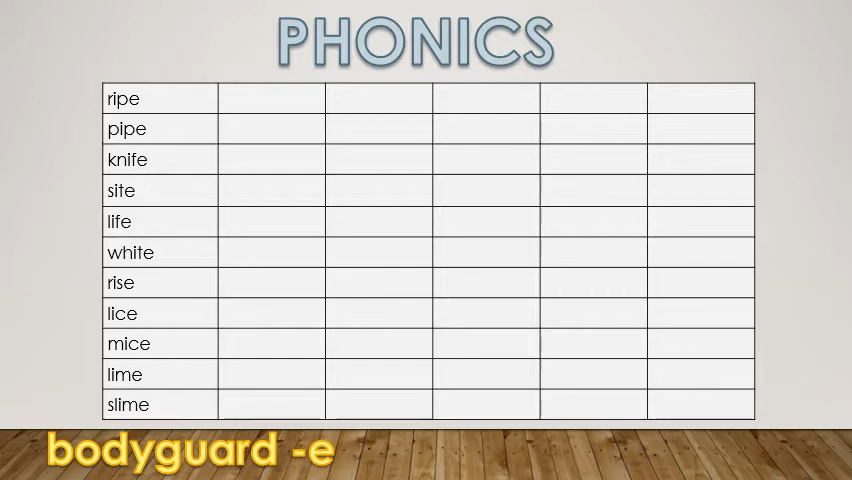 PHONICS
ripe
pipe
knife
site
life
white
rise
lice
mice
lime
slime
bodyguard -e